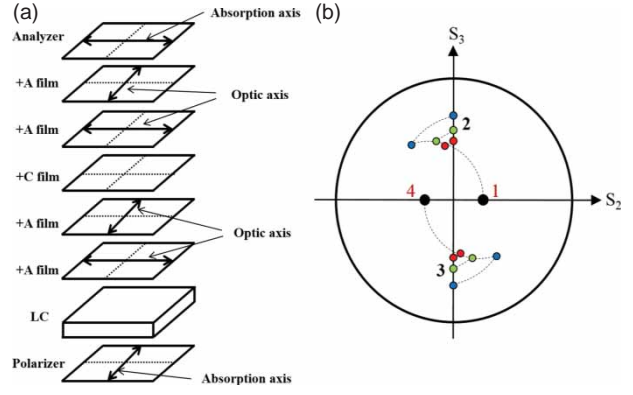 (a)
(b)
Absorption axis
Analyzer
+A film
Optic axis
+A film
+C film
+A film
Optic axis
+A film
LC
Polarizer
Absorption axis
S3
2
4
1
S2
3